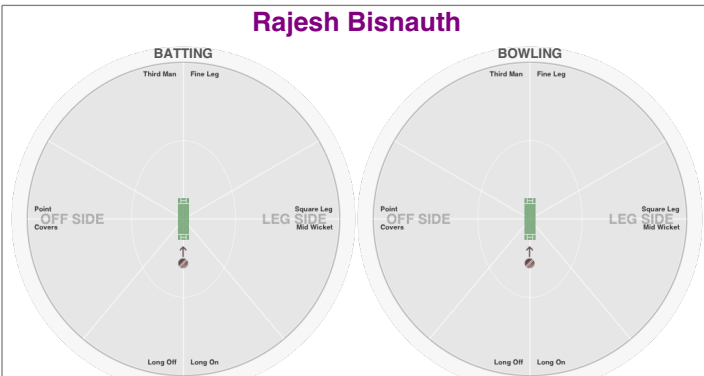 Rajesh Bisnauth
BATTING
Third Man Fine Leg
Point
OFF SIDE
Covers
Square Leg
LEG SIDE
Mid Wicket
Long Off Long On
BOWLING
Third Man Fine Leg
Point
OFF SIDE
Covers
Square Leg
LEG SIDE
Mid Wicket
Long Off Long On